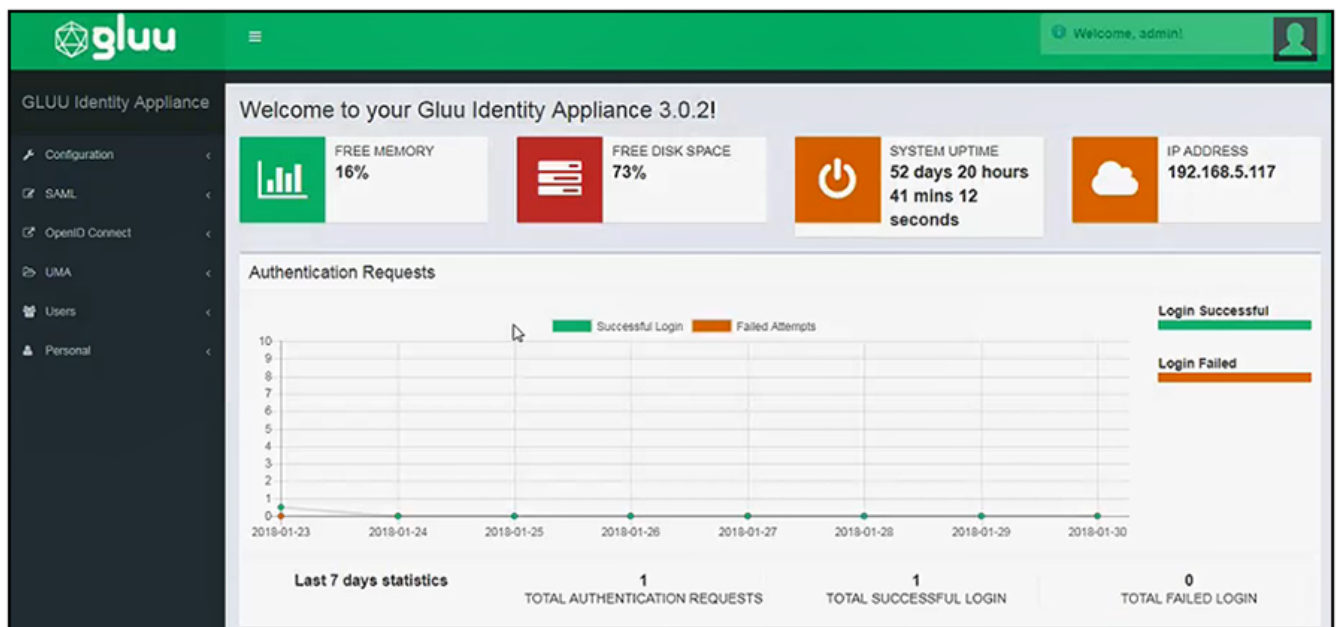 gluu
Welcome, admin!
GLUU Identity Appliance
Configuration
SAML
OpenID Connect
UMA
Users
Personal
Welcome to your Gluu Identity Appliance 3.0.2!
FREE MEMORY
16%
FREE DISK SPACE
73%
SYSTEM UPTIME
52 days 20 hours
41 mins 12
seconds
IP ADDRESS
192.168.5.117
Authentication Requests
Successful Login
Failed Attempts
Login Successful
Login Failed
10
9
8
7
6
5
4
3
2
1
0
2018-01-23
2018-01-24
2018-01-25
2018-01-26
2018-01-27
2018-01-28
2018-01-29
2018-01-30
Last 7 days statistics
1
TOTAL AUTHENTICATION REQUESTS
1
TOTAL SUCCESSFUL LOGIN
0
TOTAL FAILED LOGIN